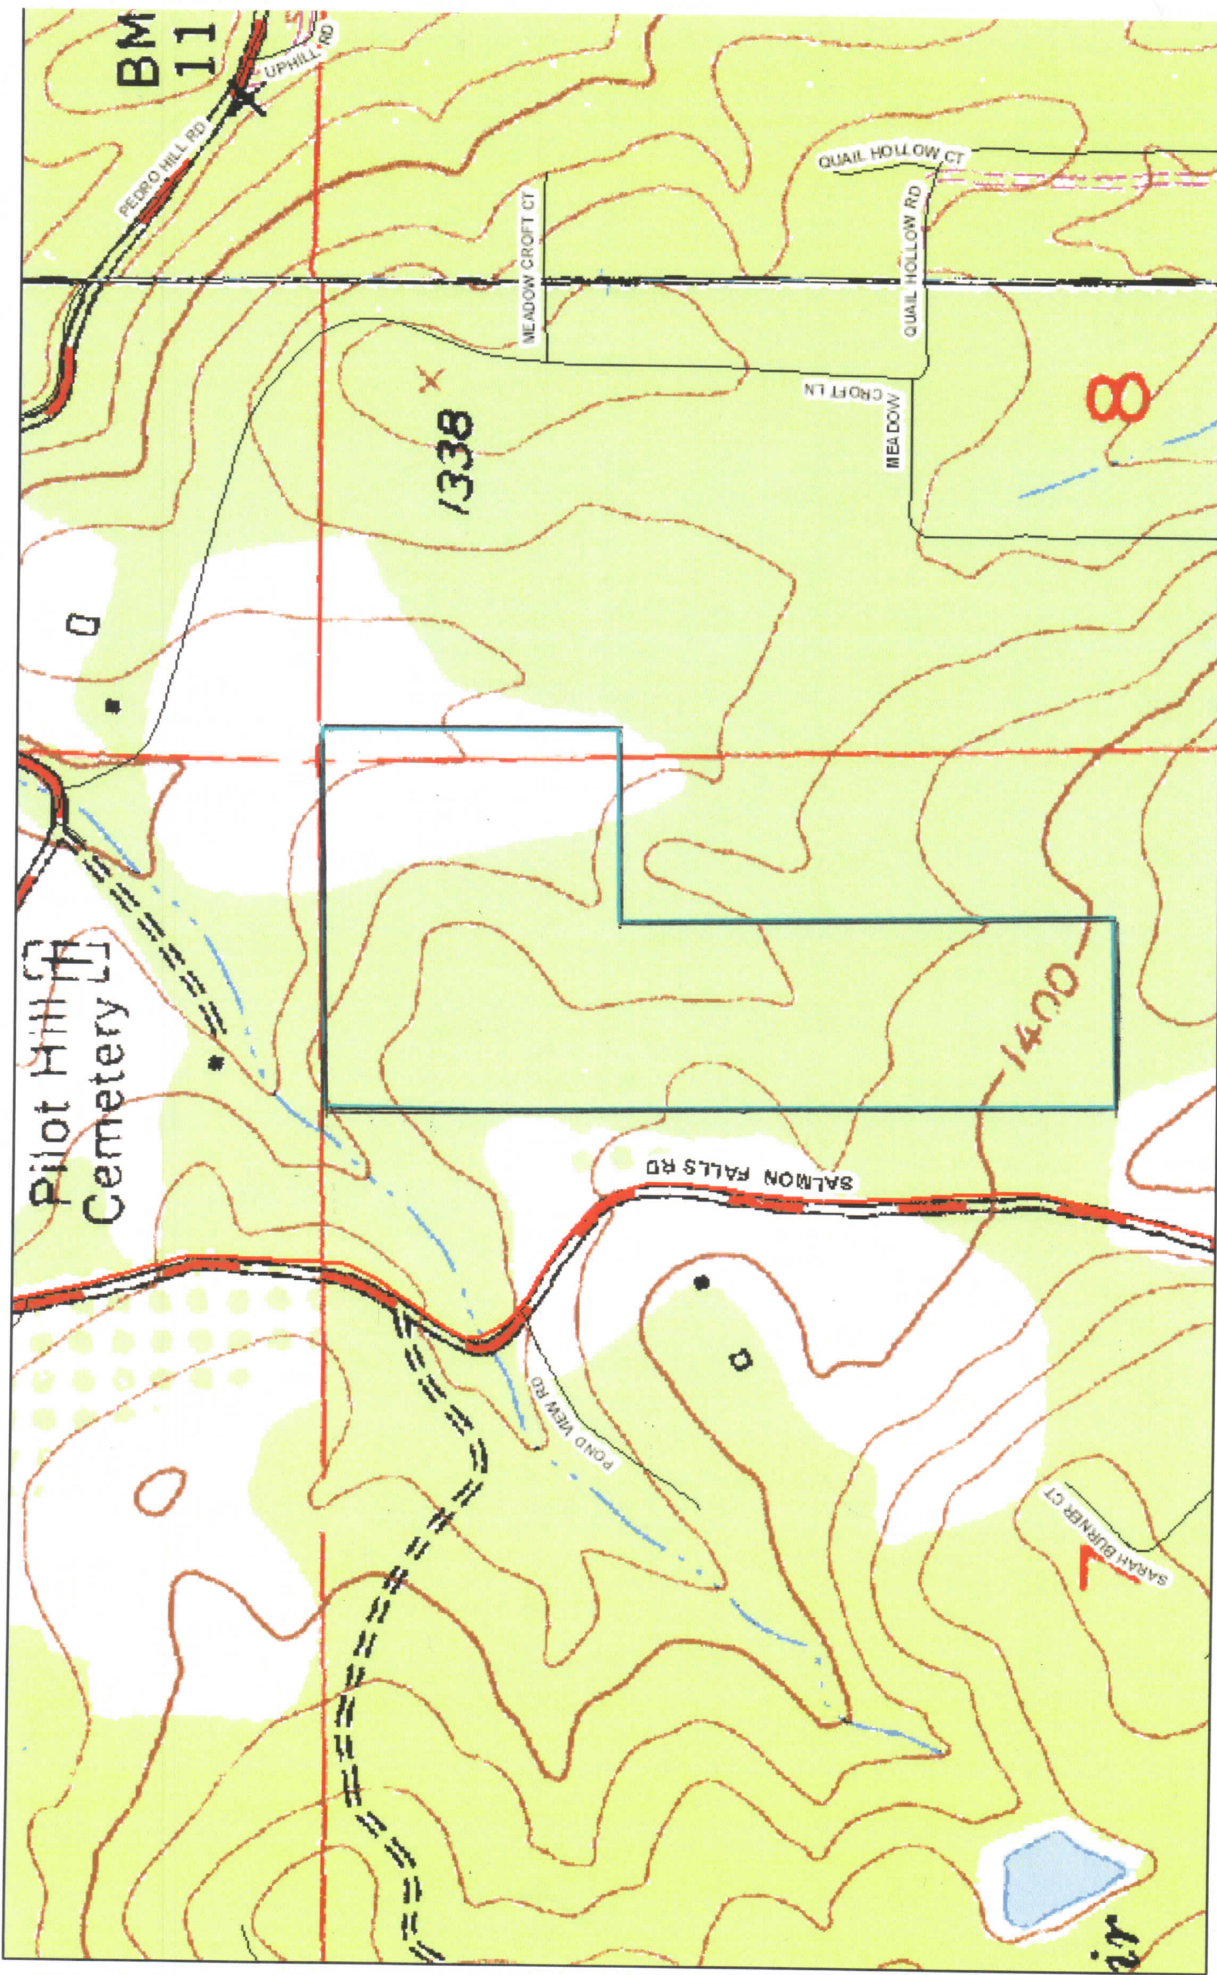 BM
11
UPHILL RD
PEDRO HILL RD
MEADOW CROFT CT
QUAIL HOLLOW CT
QUAIL HOLLOW RD
MEADOW
CROFT LN
1338
8
Pilot Hill
Cemetery
1400
SALMON FALLS RD
POND VIEW RD
SARAH BURNER CT
7
ir